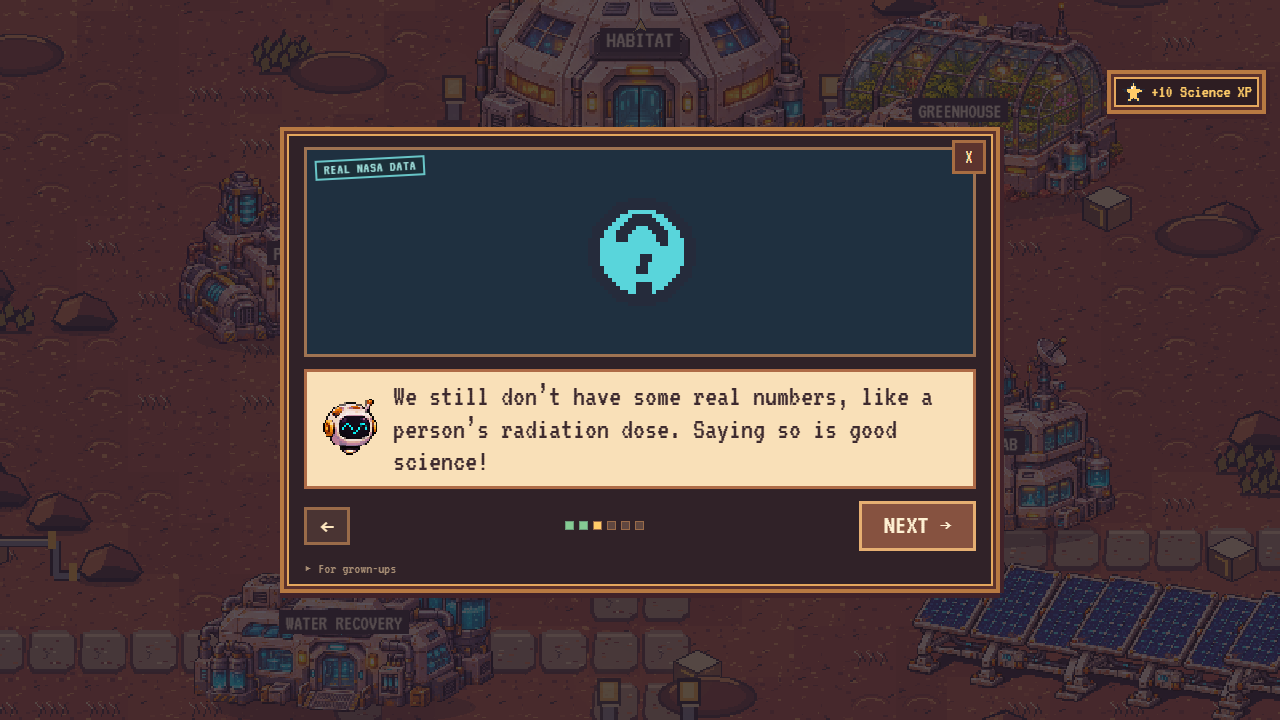 HABITAT
+10 Science XP
GREENHOUSE
REAL NASA DATA
X
We still don't have some real numbers, like a
person's radiation dose. Saying so is good
science!
← NEXT →
▸ For grown-ups
WATER RECOVERY